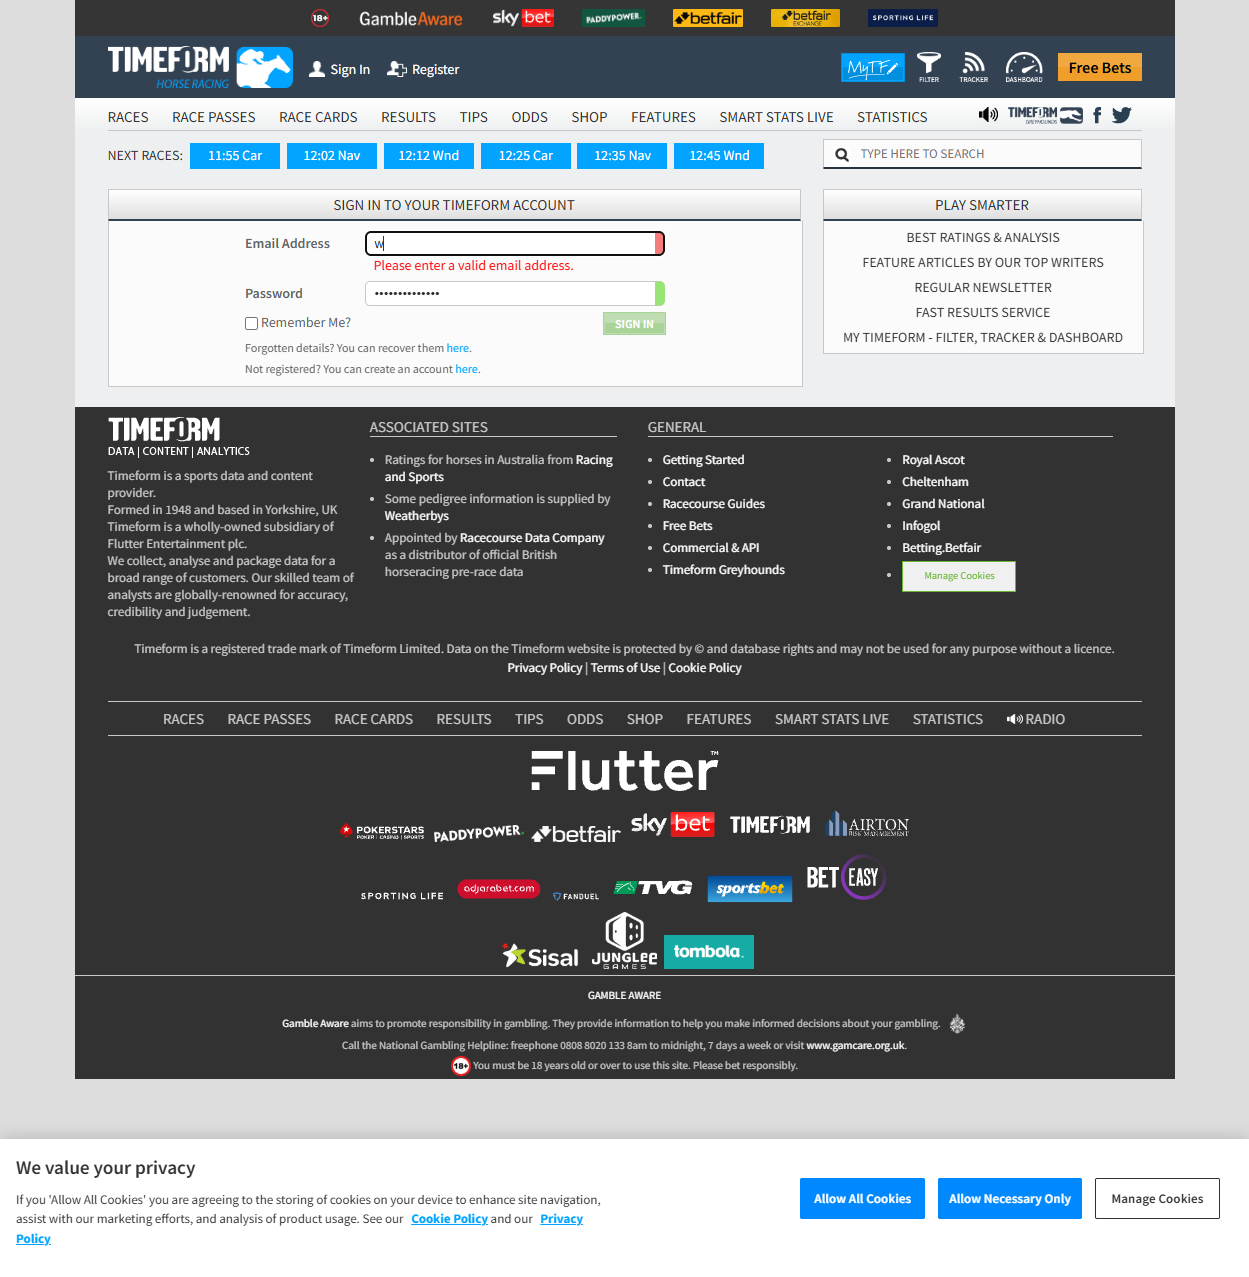 18+ GambleAware sky bet PADDYPOWER. betfair betfair EXCHANGE SPORTING LIFE
TIMEFORM HORSE RACING Sign In Register MyTF FILTER TRACKER DASHBOARD Free Bets
RACES RACE PASSES RACE CARDS RESULTS TIPS ODDS SHOP FEATURES SMART STATS LIVE STATISTICS TIMEFORM GREYHOUNDS
NEXT RACES: 11:55 Car 12:02 Nav 12:12 Wnd 12:25 Car 12:35 Nav 12:45 Wnd TYPE HERE TO SEARCH
SIGN IN TO YOUR TIMEFORM ACCOUNT
Email Address w
Please enter a valid email address.
Password ••••••••••••••
Remember Me? SIGN IN
Forgotten details? You can recover them here.
Not registered? You can create an account here.
PLAY SMARTER
BEST RATINGS & ANALYSIS
FEATURE ARTICLES BY OUR TOP WRITERS
REGULAR NEWSLETTER
FAST RESULTS SERVICE
MY TIMEFORM - FILTER, TRACKER & DASHBOARD
TIMEFORM
DATA | CONTENT | ANALYTICS
Timeform is a sports data and content
provider.
Formed in 1948 and based in Yorkshire, UK
Timeform is a wholly-owned subsidiary of
Flutter Entertainment plc.
We collect, analyse and package data for a
broad range of customers. Our skilled team of
analysts are globally-renowned for accuracy,
credibility and judgement.
ASSOCIATED SITES
• Ratings for horses in Australia from Racing
and Sports
• Some pedigree information is supplied by
Weatherbys
• Appointed by Racecourse Data Company
as a distributor of official British
horseracing pre-race data
GENERAL
• Getting Started
• Contact
• Racecourse Guides
• Free Bets
• Commercial & API
• Timeform Greyhounds
• Royal Ascot
• Cheltenham
• Grand National
• Infogol
• Betting.Betfair
• Manage Cookies
Timeform is a registered trade mark of Timeform Limited. Data on the Timeform website is protected by © and database rights and may not be used for any purpose without a licence.
Privacy Policy | Terms of Use | Cookie Policy
RACES RACE PASSES RACE CARDS RESULTS TIPS ODDS SHOP FEATURES SMART STATS LIVE STATISTICS RADIO
Flutter™
POKERSTARS POKER | CASINO | SPORTS PADDYPOWER. betfair sky bet TIMEFORM AIRTON RISK MANAGEMENT
SPORTING LIFE adjarabet.com FANDUEL TVG sportsbet BET EASY
Sisal JUNGLEE GAMES tombola.
GAMBLE AWARE
Gamble Aware aims to promote responsibility in gambling. They provide information to help you make informed decisions about your gambling.
Call the National Gambling Helpline: freephone 0808 8020 133 8am to midnight, 7 days a week or visit www.gamcare.org.uk.
18+ You must be 18 years old or over to use this site. Please bet responsibly.
We value your privacy
If you 'Allow All Cookies' you are agreeing to the storing of cookies on your device to enhance site navigation,
assist with our marketing efforts, and analysis of product usage. See our Cookie Policy and our Privacy
Policy
Allow All Cookies Allow Necessary Only Manage Cookies